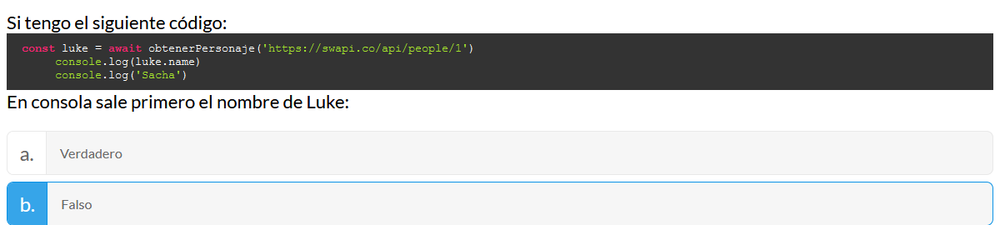 Si tengo el siguiente código:
const luke = await obtenerPersonaje('https://swapi.co/api/people/1')
console.log(luke.name)
console.log('Sacha')
En consola sale primero el nombre de Luke:
a. Verdadero
b. Falso